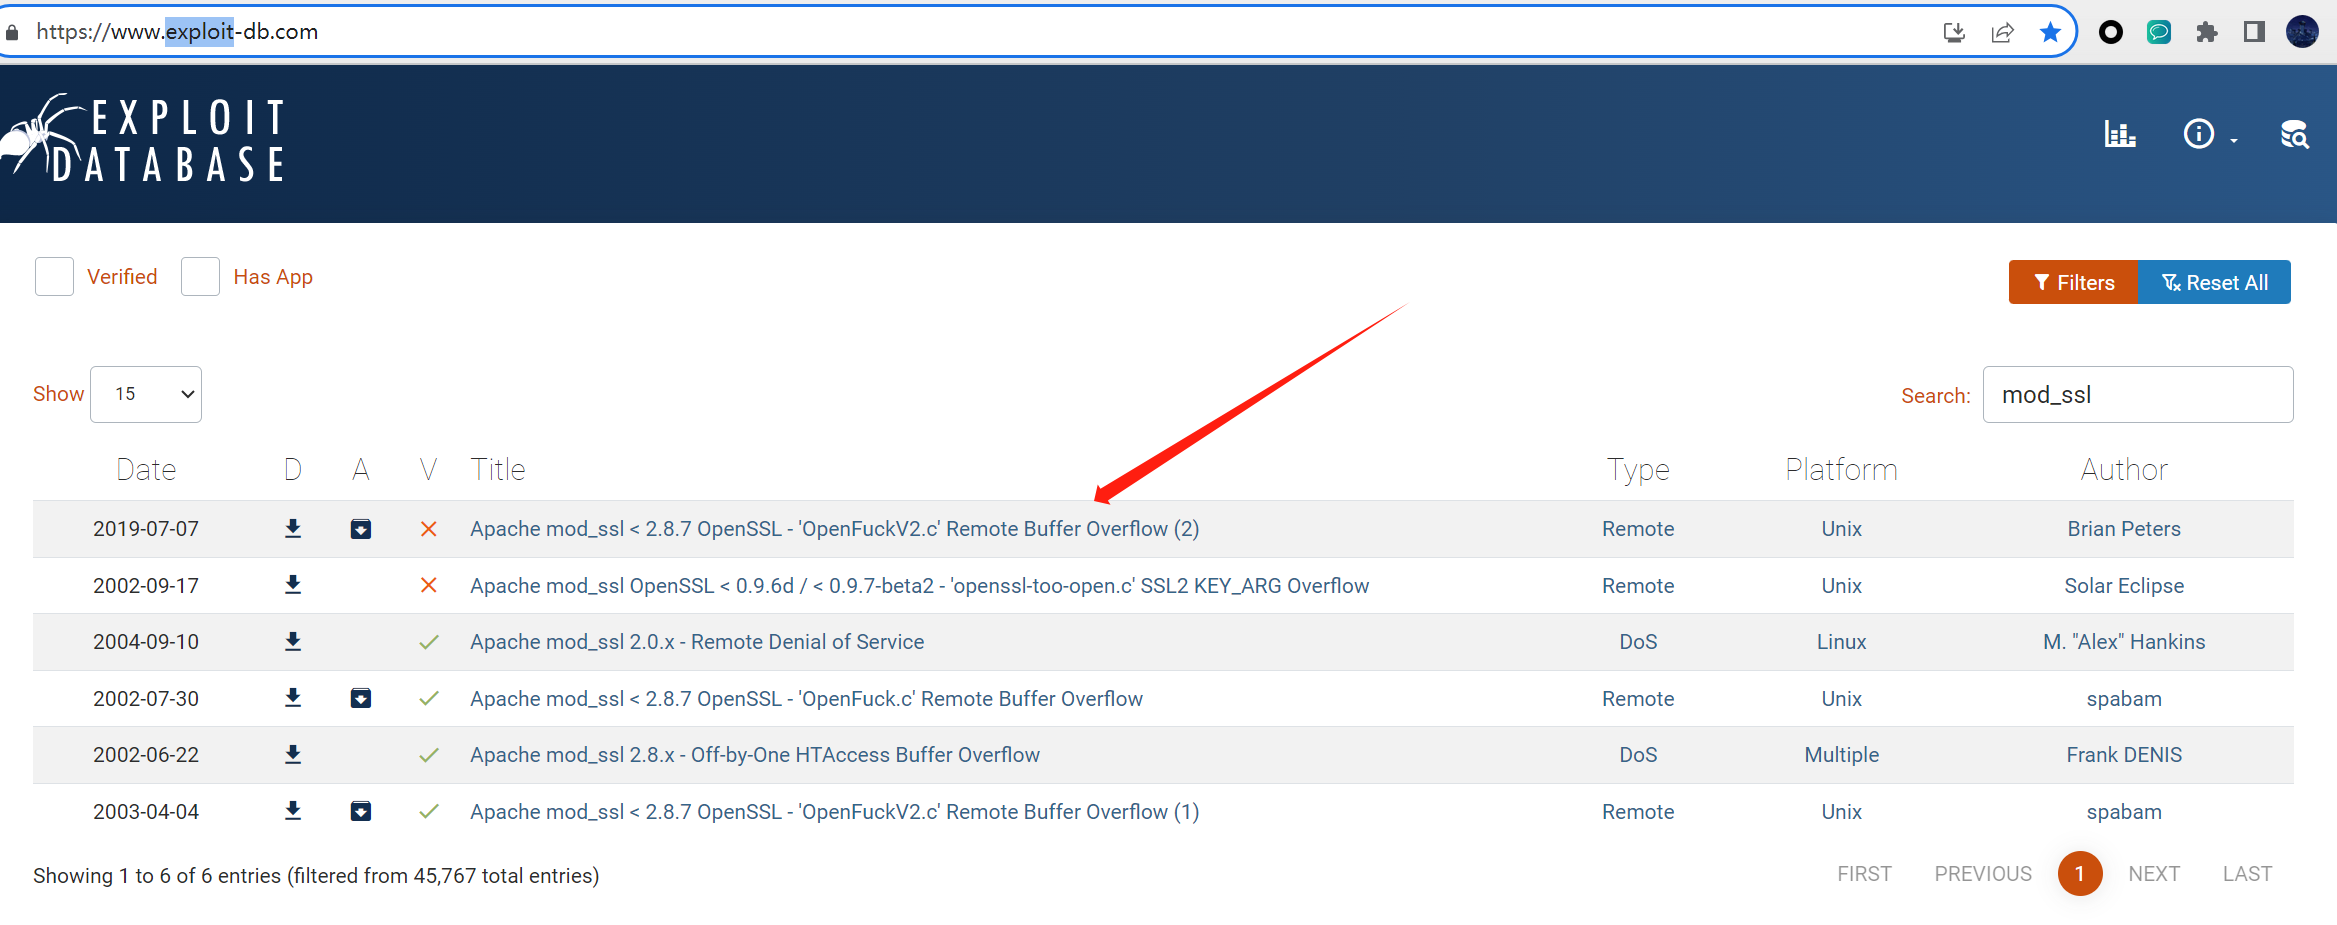 https://www.exploit-db.com
EXPLOIT
DATABASE
Verified Has App
Filters Reset All
Show 15 Search: mod_ssl
Date D A V Title Type Platform Author
2019-07-07 Apache mod_ssl < 2.8.7 OpenSSL - 'OpenFuckV2.c' Remote Buffer Overflow (2) Remote Unix Brian Peters
2002-09-17 Apache mod_ssl OpenSSL < 0.9.6d / < 0.9.7-beta2 - 'openssl-too-open.c' SSL2 KEY_ARG Overflow Remote Unix Solar Eclipse
2004-09-10 Apache mod_ssl 2.0.x - Remote Denial of Service DoS Linux M. "Alex" Hankins
2002-07-30 Apache mod_ssl < 2.8.7 OpenSSL - 'OpenFuck.c' Remote Buffer Overflow Remote Unix spabam
2002-06-22 Apache mod_ssl 2.8.x - Off-by-One HTAccess Buffer Overflow DoS Multiple Frank DENIS
2003-04-04 Apache mod_ssl < 2.8.7 OpenSSL - 'OpenFuckV2.c' Remote Buffer Overflow (1) Remote Unix spabam
Showing 1 to 6 of 6 entries (filtered from 45,767 total entries) FIRST PREVIOUS 1 NEXT LAST